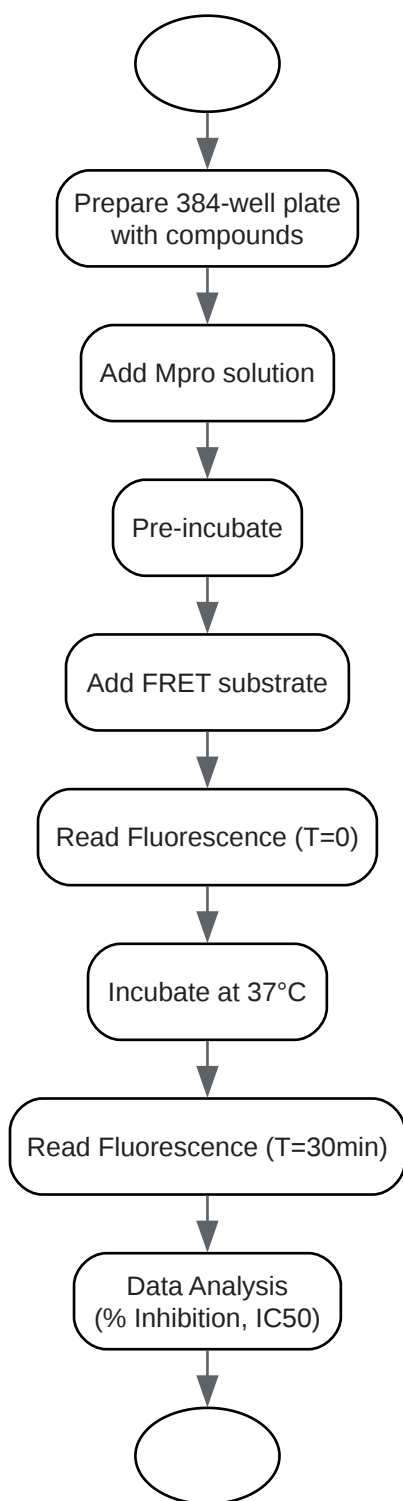 Prepare 384-well plate
with compounds
Add Mpro solution
Pre-incubate
Add FRET substrate
Read Fluorescence (T=0)
Incubate at 37°C
Read Fluorescence (T=30min)
Data Analysis
(% Inhibition, IC50)